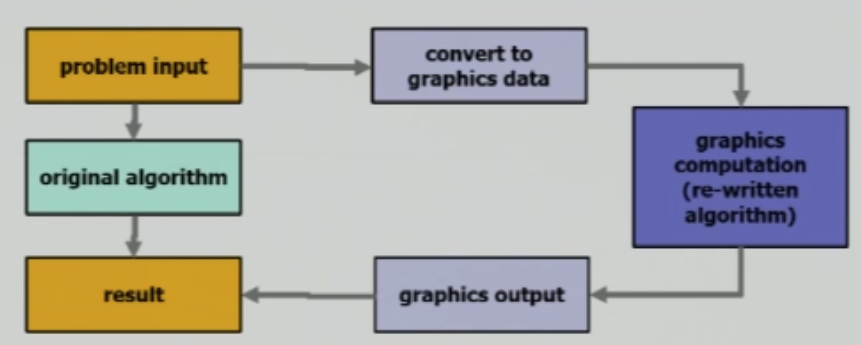 problem input
convert to
graphics data
graphics
computation
(re-written
algorithm)
original algorithm
result
graphics output